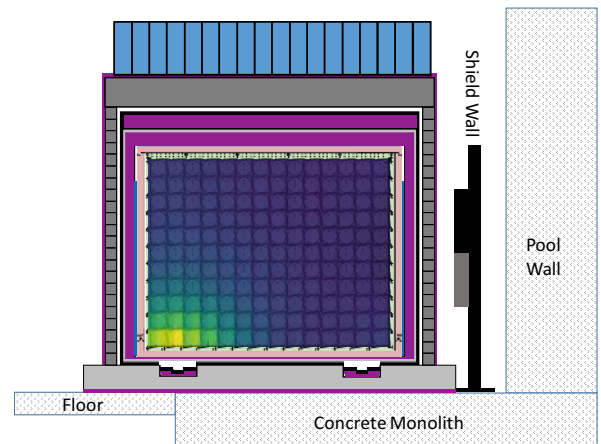 Shield Wall
Pool
Wall
Floor
Concrete Monolith